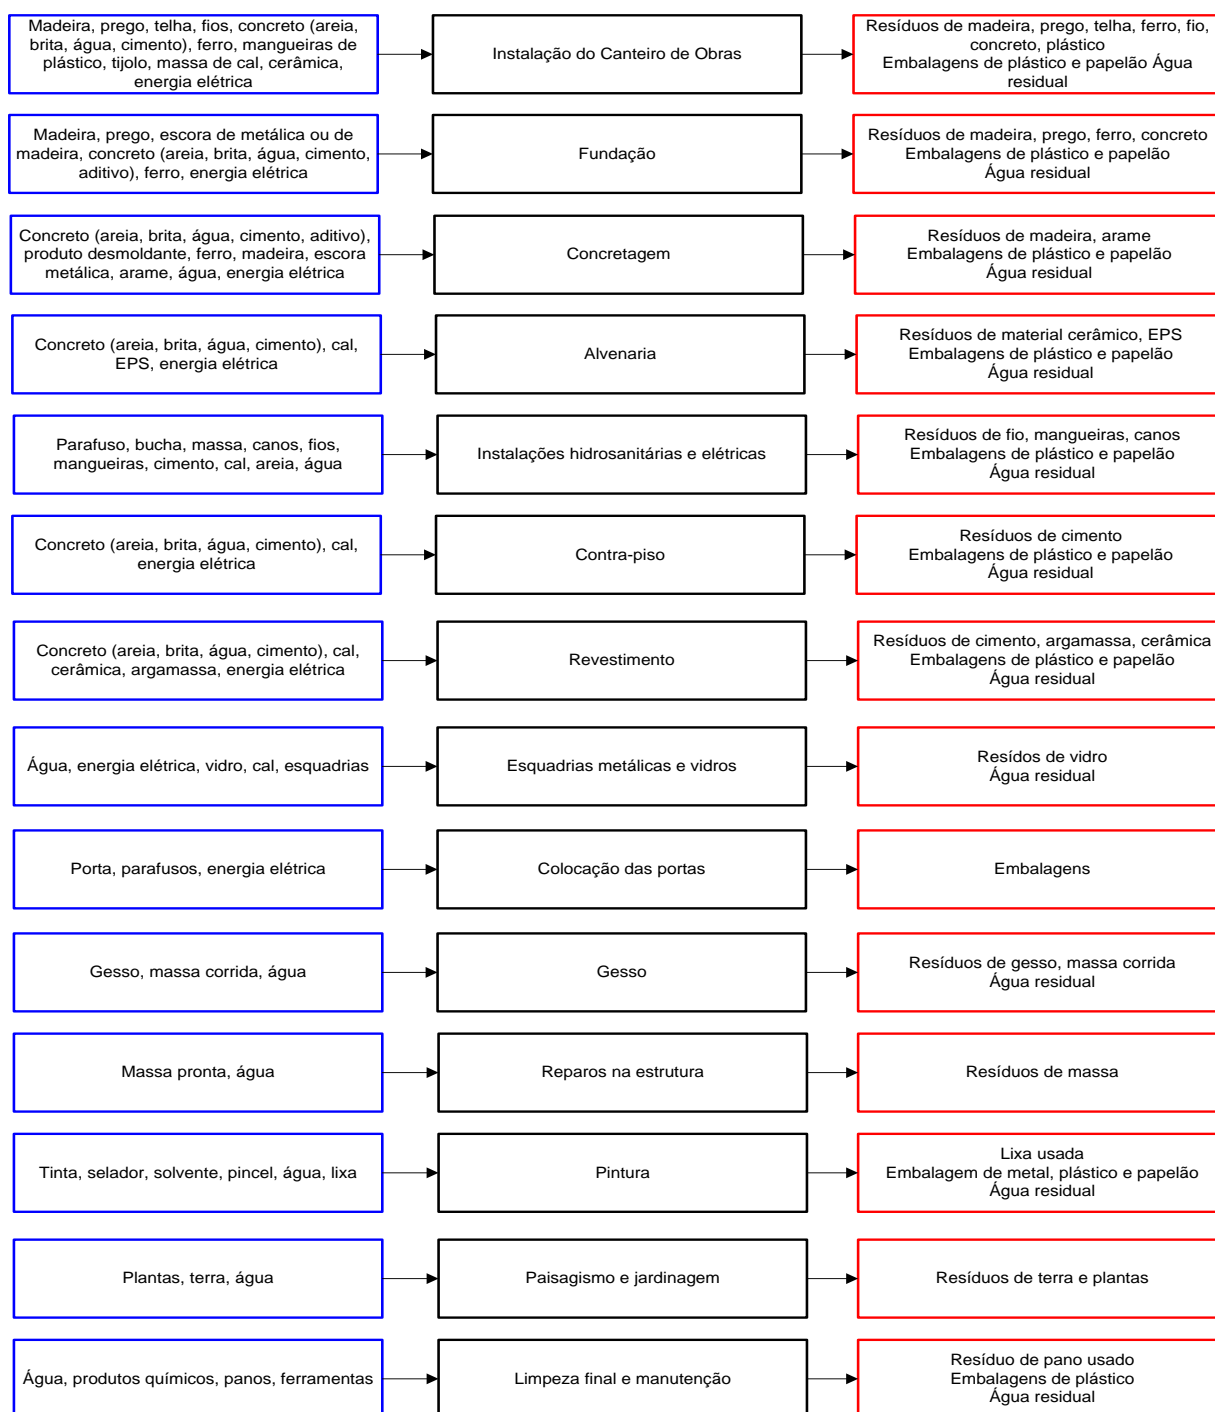 Madeira, prego, telha, fios, concreto (areia,
brita, água, cimento), ferro, mangueiras de
plástico, tijolo, massa de cal, cerâmica,
energia elétrica
Instalação do Canteiro de Obras
Resíduos de madeira, prego, telha, ferro, fio,
concreto, plástico
Embalagens de plástico e papelão Água
residual
Madeira, prego, escora de metálica ou de
madeira, concreto (areia, brita, água, cimento,
aditivo), ferro, energia elétrica
Fundação
Resíduos de madeira, prego, ferro, concreto
Embalagens de plástico e papelão
Água residual
Concreto (areia, brita, água, cimento, aditivo),
produto desmoldante, ferro, madeira, escora
metálica, arame, água, energia elétrica
Concretagem
Resíduos de madeira, arame
Embalagens de plástico e papelão
Água residual
Concreto (areia, brita, água, cimento), cal,
EPS, energia elétrica
Alvenaria
Resíduos de material cerâmico, EPS
Embalagens de plástico e papelão
Água residual
Parafuso, bucha, massa, canos, fios,
mangueiras, cimento, cal, areia, água
Instalações hidrosanitárias e elétricas
Resíduos de fio, mangueiras, canos
Embalagens de plástico e papelão
Água residual
Concreto (areia, brita, água, cimento), cal,
energia elétrica
Contra-piso
Resíduos de cimento
Embalagens de plástico e papelão
Água residual
Concreto (areia, brita, água, cimento), cal,
cerâmica, argamassa, energia elétrica
Revestimento
Resíduos de cimento, argamassa, cerâmica
Embalagens de plástico e papelão
Água residual
Água, energia elétrica, vidro, cal, esquadrias
Esquadrias metálicas e vidros
Resídos de vidro
Água residual
Porta, parafusos, energia elétrica
Colocação das portas
Embalagens
Gesso, massa corrida, água
Gesso
Resíduos de gesso, massa corrida
Água residual
Massa pronta, água
Reparos na estrutura
Resíduos de massa
Tinta, selador, solvente, pincel, água, lixa
Pintura
Lixa usada
Embalagem de metal, plástico e papelão
Água residual
Plantas, terra, água
Paisagismo e jardinagem
Resíduos de terra e plantas
Água, produtos químicos, panos, ferramentas
Limpeza final e manutenção
Resíduo de pano usado
Embalagens de plástico
Água residual